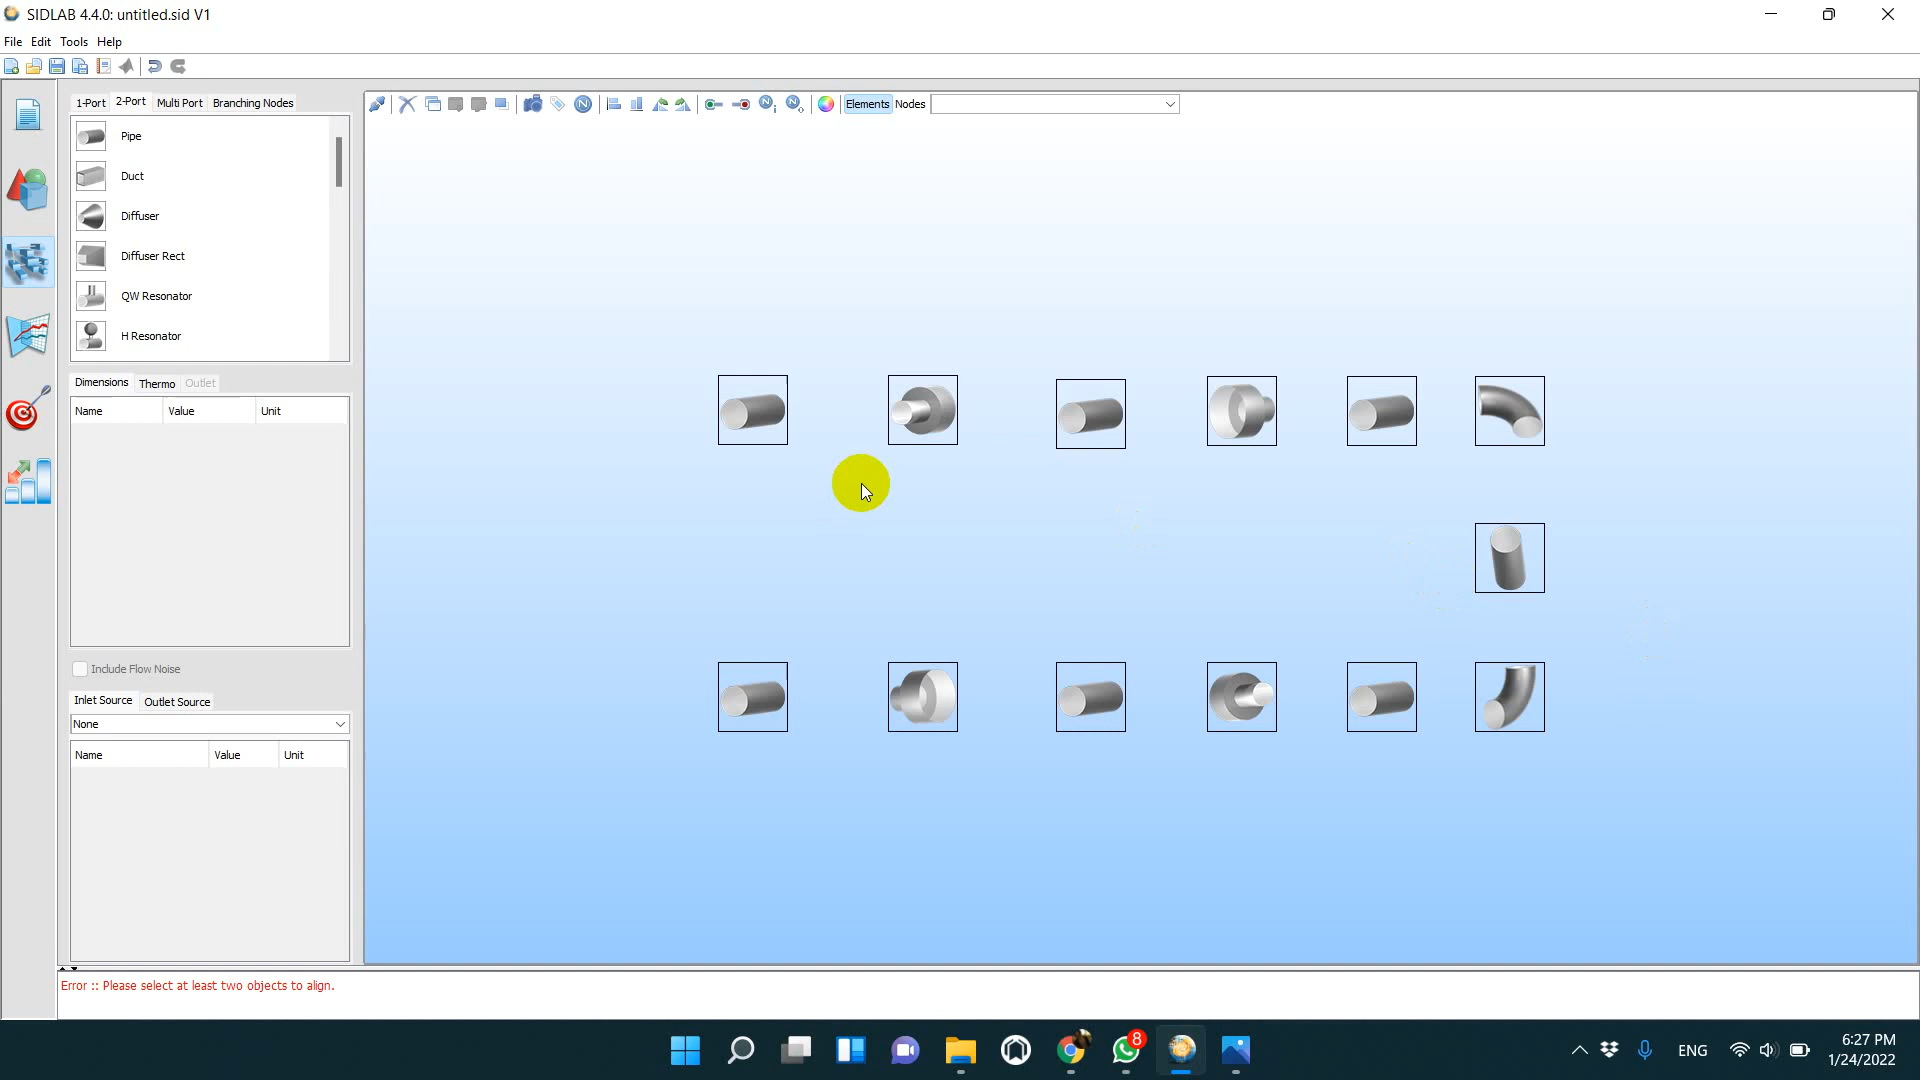 SIDLAB 4.4.0: untitled.sid V1
File Edit Tools Help
1-Port 2-Port Multi Port Branching Nodes
Elements Nodes
Pipe
Duct
Diffuser
Diffuser Rect
QW Resonator
H Resonator
Dimensions Thermo Outlet
Name Value Unit
Include Flow Noise
Inlet Source Outlet Source
None
Name Value Unit
Error :: Please select at least two objects to align.
8
ENG
6:27 PM
1/24/2022